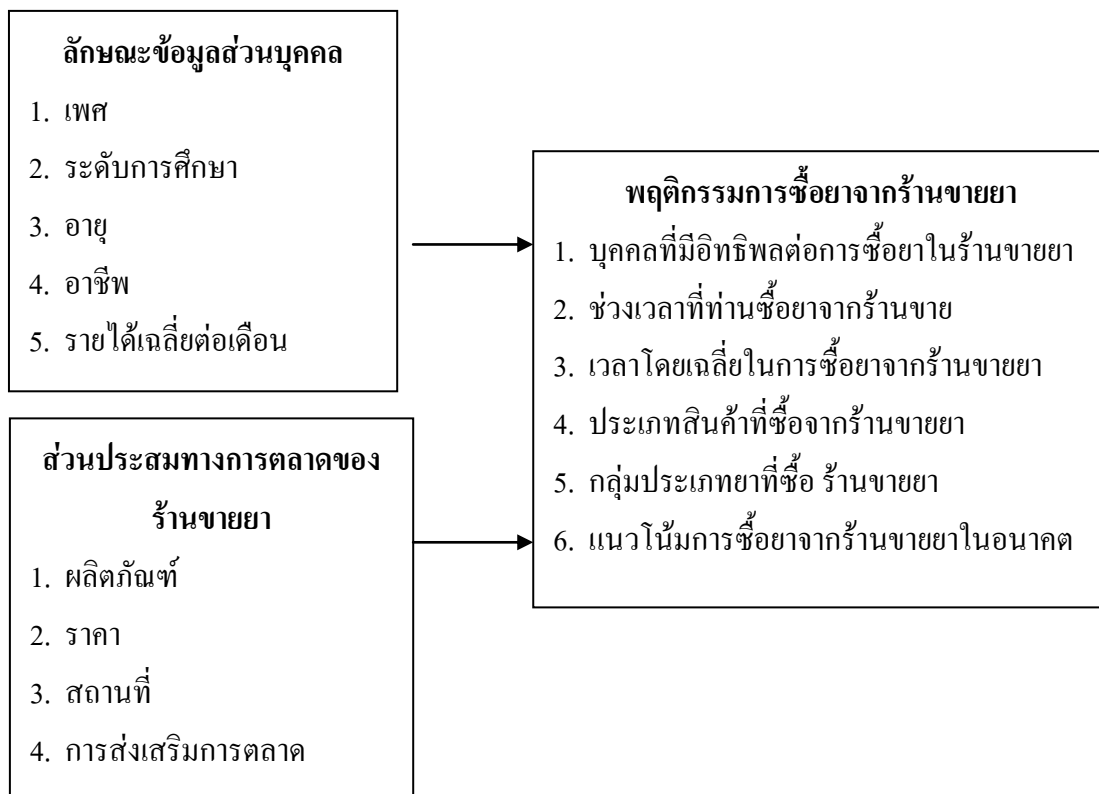 ลักษณะข้อมูลส่วนบุคคล
1. เพศ
2. ระดับการศึกษา
3. อายุ
4. อาชีพ
5. รายได้เฉลี่ยต่อเดือน
ส่วนประสมทางการตลาดของ
ร้านขายยา
1. ผลิตภัณฑ์
2. ราคา
3. สถานที่
4. การส่งเสริมการตลาด
พฤติกรรมการซื้อยาจากร้านขายยา
1. บุคคลที่มีอิทธิพลต่อการซื้อยาในร้านขายยา
2. ช่วงเวลาที่ท่านซื้อยาจากร้านขาย
3. เวลาโดยเฉลี่ยในการซื้อยาจากร้านขายยา
4. ประเภทสินค้าที่ซื้อจากร้านขายยา
5. กลุ่มประเภทยาที่ซื้อ ร้านขายยา
6. แนวโน้มการซื้อยาจากร้านขายยาในอนาคต